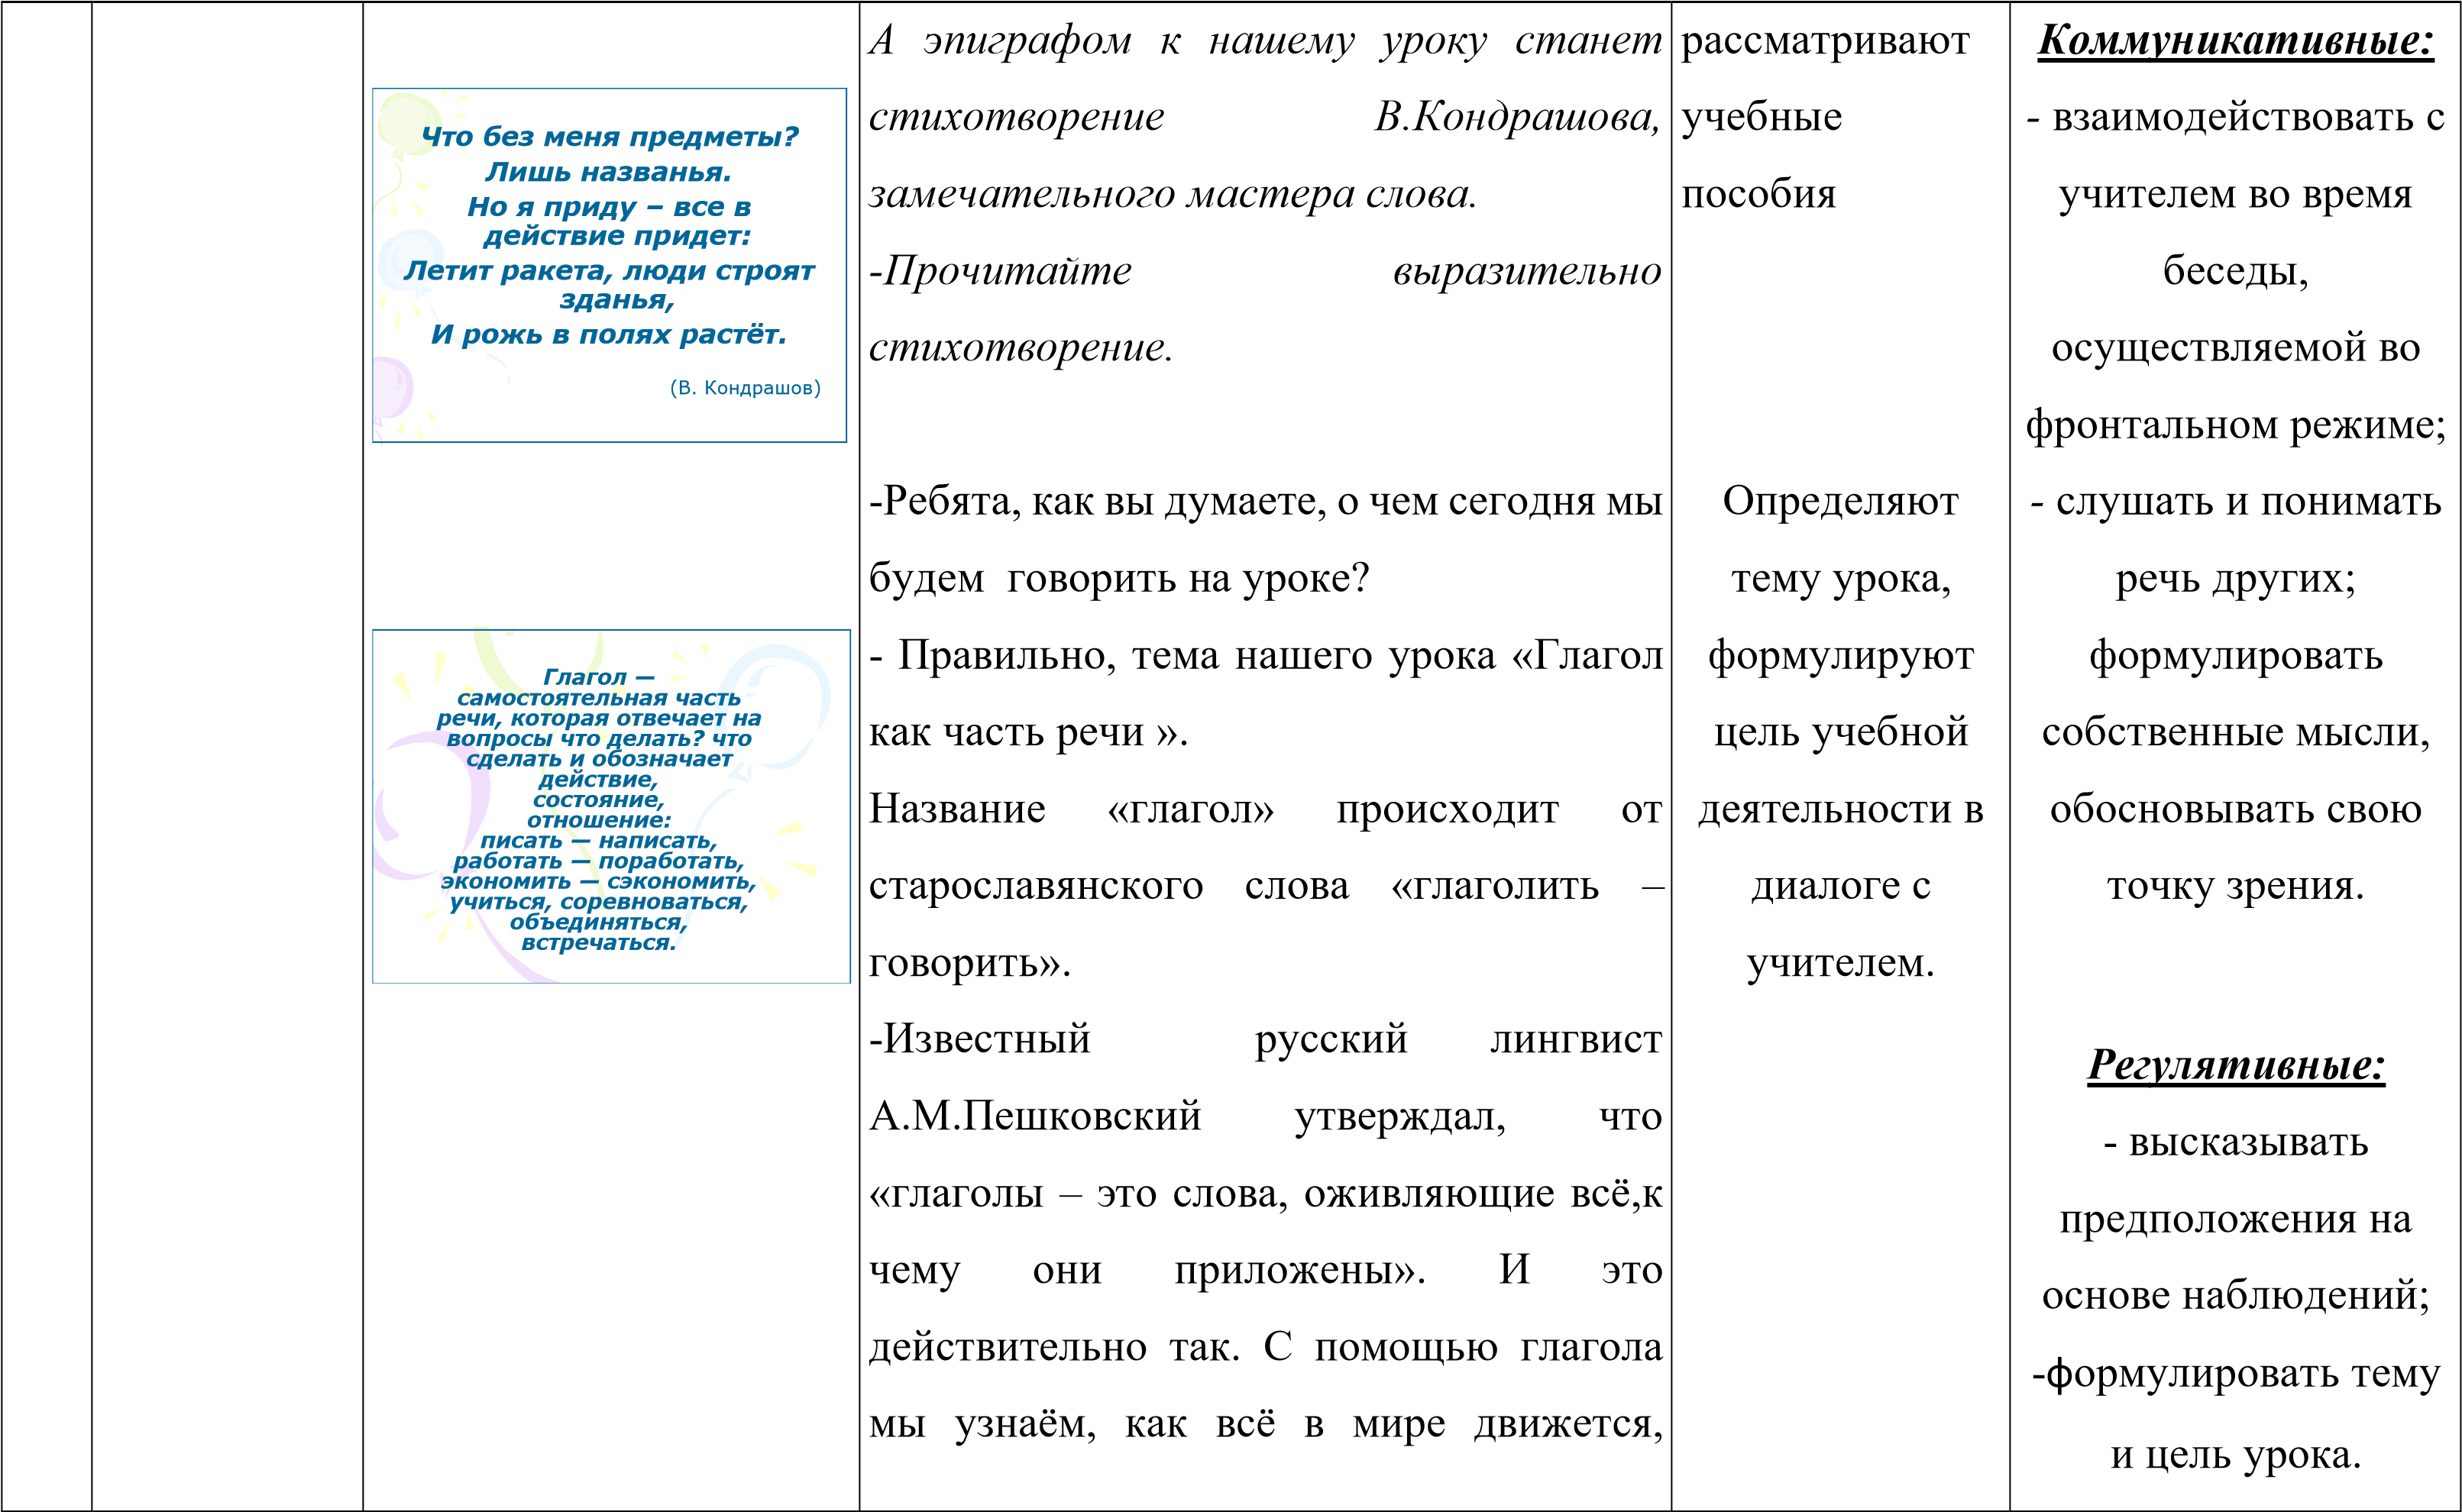 Что без меня предметы?
Лишь названья.
Но я приду – все в
действие придет:
Летит ракета, люди строят
зданья,
И рожь в полях растёт.
(В. Кондрашов)
Глагол —
самостоятельная часть
речи, которая отвечает на
вопросы что делать? что
сделать и обозначает
действие,
состояние,
отношение:
писать — написать,
работать — поработать,
экономить — сэкономить,
учиться, соревноваться,
объединяться,
встречаться.
А эпиграфом к нашему уроку станет
стихотворение В.Кондрашова,
замечательного мастера слова.
-Прочитайте выразительно
стихотворение.
-Ребята, как вы думаете, о чем сегодня мы
будем  говорить на уроке?
- Правильно, тема нашего урока «Глагол
как часть речи ».
Название «глагол» происходит от
старославянского слова «глаголить –
говорить».
-Известный русский лингвист
А.М.Пешковский утверждал, что
«глаголы – это слова, оживляющие всё,к
чему они приложены». И это
действительно так. С помощью глагола
мы узнаём, как всё в мире движется,
рассматривают
учебные
пособия
Определяют
тему урока,
формулируют
цель учебной
деятельности в
диалоге с
учителем.
Коммуникативные:
- взаимодействовать с
учителем во время
беседы,
осуществляемой во
фронтальном режиме;
- слушать и понимать
речь других;
формулировать
собственные мысли,
обосновывать свою
точку зрения.
Регулятивные:
- высказывать
предположения на
основе наблюдений;
-формулировать тему
и цель урока.